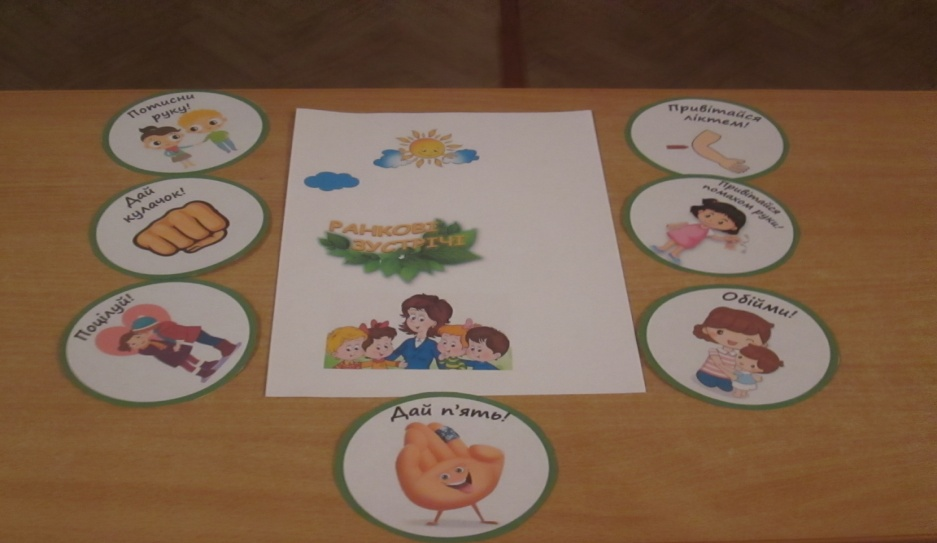 Потисни
руку!
Дай
кулачок!
Поцілуй!
РАНКОВІ
ЗУСТРІЧІ
Привітайся
ліктем!
Привітайся
помахом руки!
Обійми!
Дай п'ять!